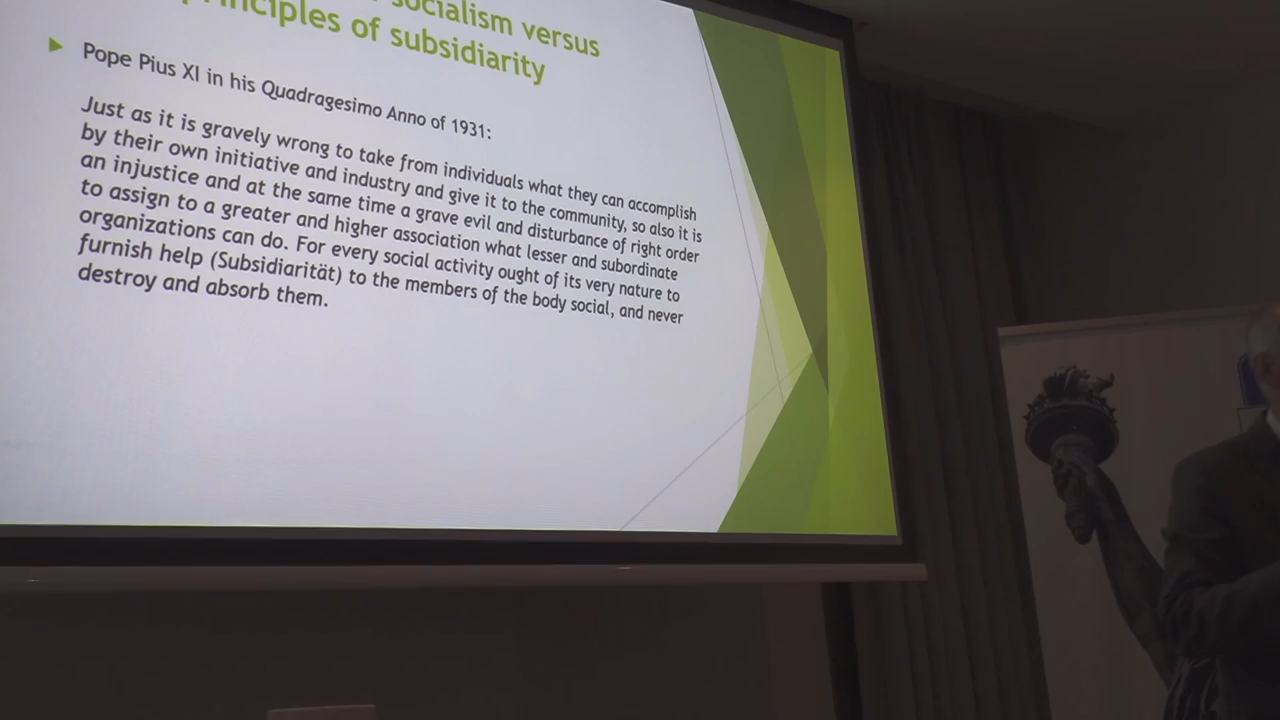 socialism versus
principles of subsidiarity
Pope Pius XI in his Quadragesimo Anno of 1931:
Just as it is gravely wrong to take from individuals what they can accomplish
by their own initiative and industry and give it to the community, so also it is
an injustice and at the same time a grave evil and disturbance of right order
to assign to a greater and higher association what lesser and subordinate
organizations can do. For every social activity ought of its very nature to
furnish help (Subsidiarität) to the members of the body social, and never
destroy and absorb them.